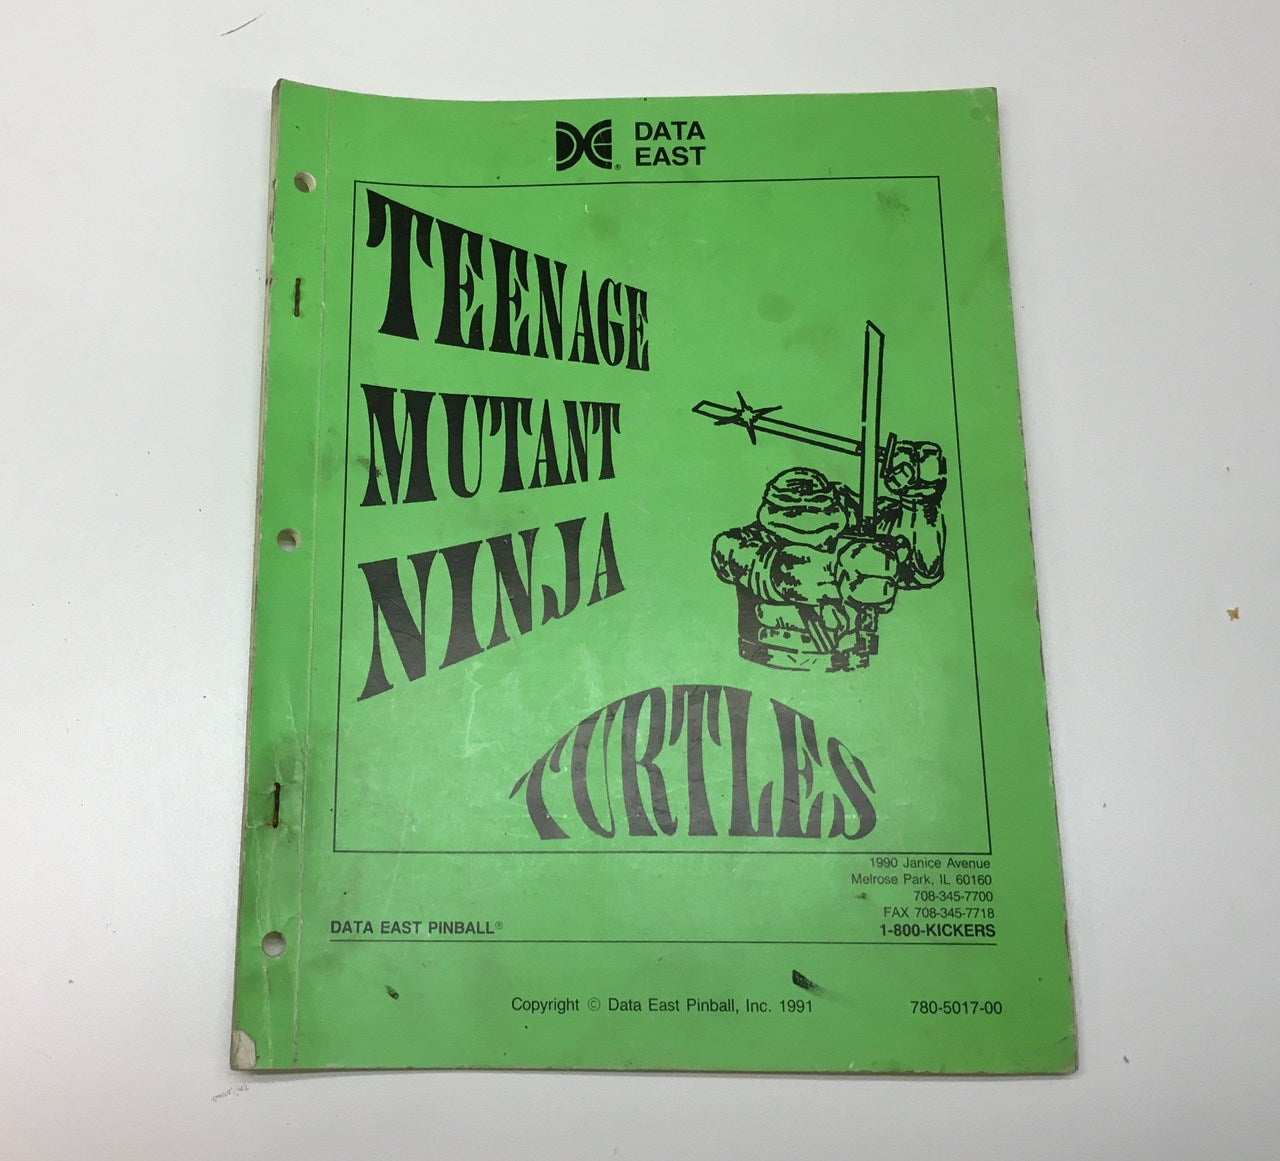 DATA
EAST
TEENAGE
MUTANT
NINJA
TURTLES
1990 Janice Avenue
Melrose Park, IL 60160
708-345-7700
FAX 708-345-7718
1-800-KICKERS
DATA EAST PINBALL®
Copyright © Data East Pinball, Inc. 1991
780-5017-00